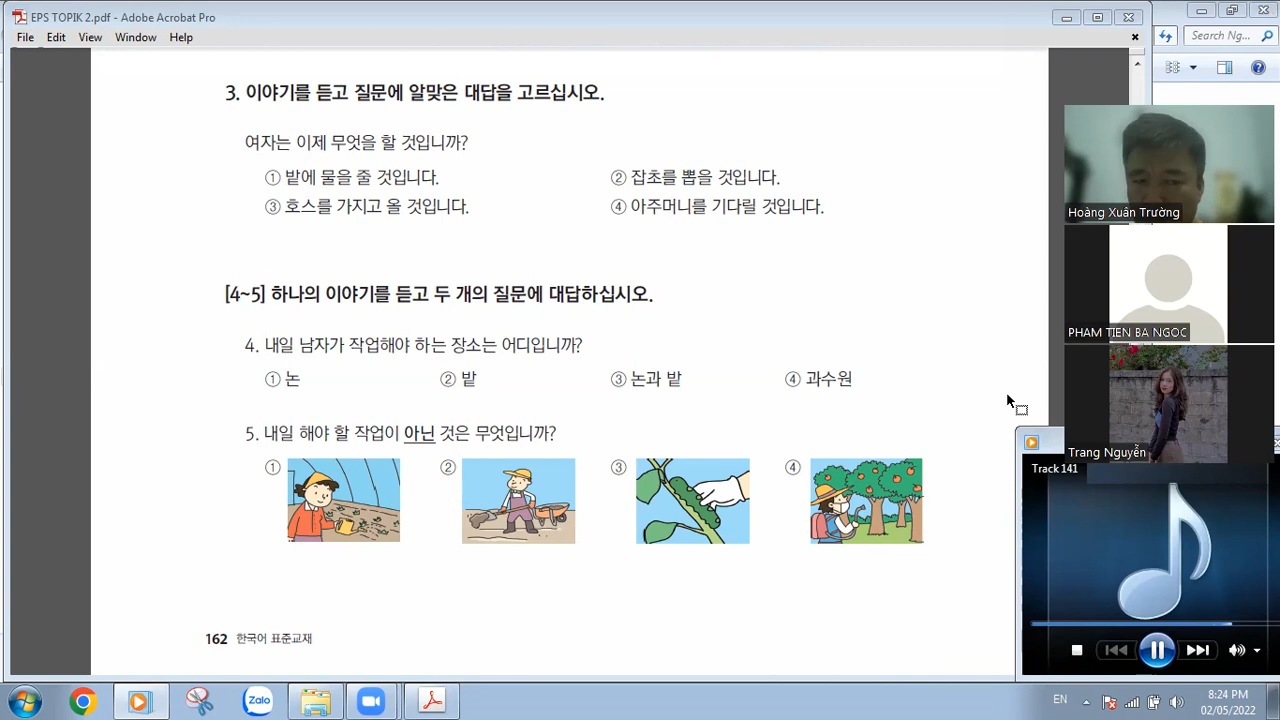 EPS TOPIK 2.pdf - Adobe Acrobat Pro
File Edit View Window Help
Search Ng...
3. 이야기를 듣고 질문에 알맞은 대답을 고르십시오.
여자는 이제 무엇을 할 것입니까?
① 밭에 물을 줄 것입니다. ② 잡초를 뽑을 것입니다.
③ 호스를 가지고 올 것입니다. ④ 아주머니를 기다릴 것입니다.
[4~5] 하나의 이야기를 듣고 두 개의 질문에 대답하십시오.
4. 내일 남자가 작업해야 하는 장소는 어디입니까?
① 논 ② 밭 ③ 논과 밭 ④ 과수원
5. 내일 해야 할 작업이 아닌 것은 무엇입니까?
① ② ③ ④
162 한국어 표준교재
Hoàng Xuân Trường
PHAM TIEN BA NGOC
Trang Nguyễn
Track 141
Zalo
EN
8:24 PM
02/05/2022